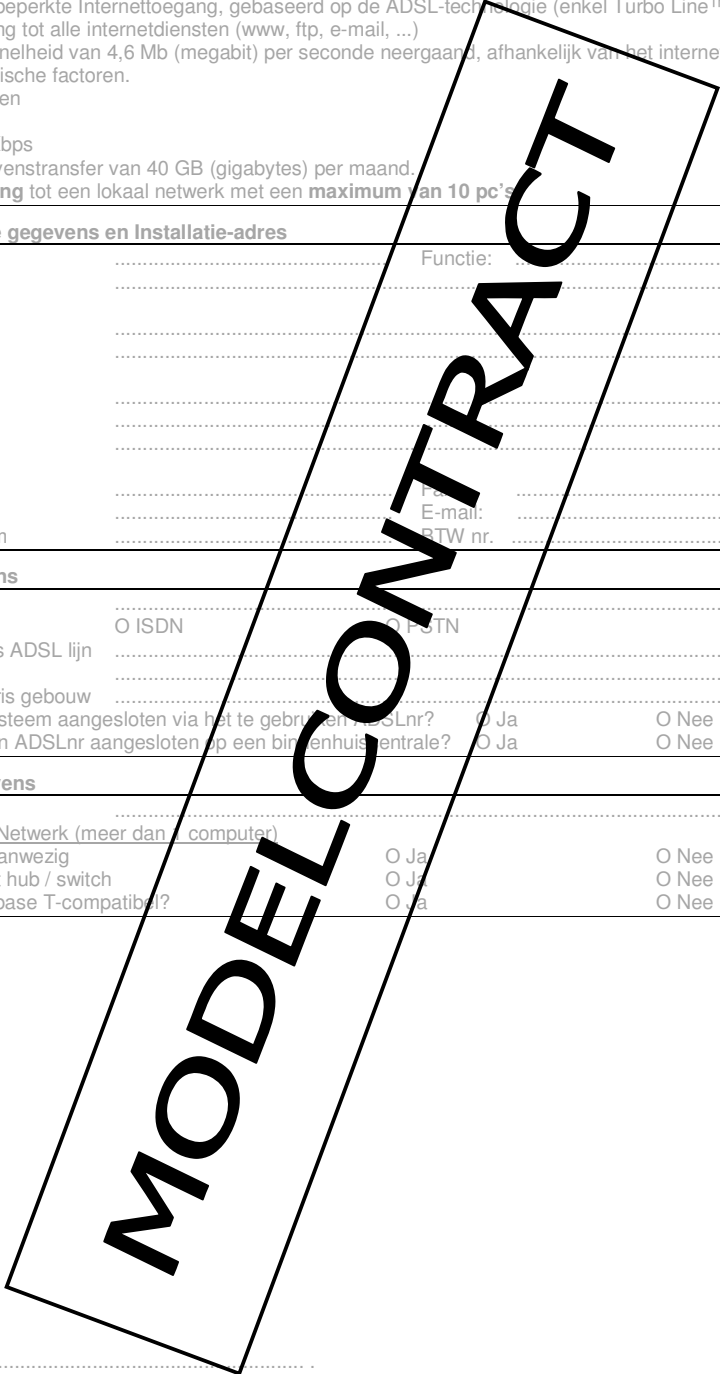 beperkte Internettoegang, gebaseerd op de ADSL-technologie (enkel Turbo Line
ng tot alle internetdiensten (www, ftp, e-mail, ...)
nelheid van 4,6 Mb (megabit) per seconde neergaand, afhankelijk van het interne
ische factoren.
en
bps
venstransfer van 40 GB (gigabytes) per maand.
ng tot een lokaal netwerk met een maximum van 10 pc's
e gegevens en Installatie-adres
Functie:
E-mail:
BTW nr.
ns
O ISDN O PSTN
s ADSL lijn
ris gebouw
steem aangesloten via het te gebruiken ADSLnr? O Ja O Nee
n ADSLnr aangesloten op een binnenhuiscentrale? O Ja O Nee
vens
Netwerk (meer dan 1 computer)
anwezig O Ja O Nee
t hub / switch O Ja O Nee
base T-compatibel? O Ja O Nee
MODELCONTRACT